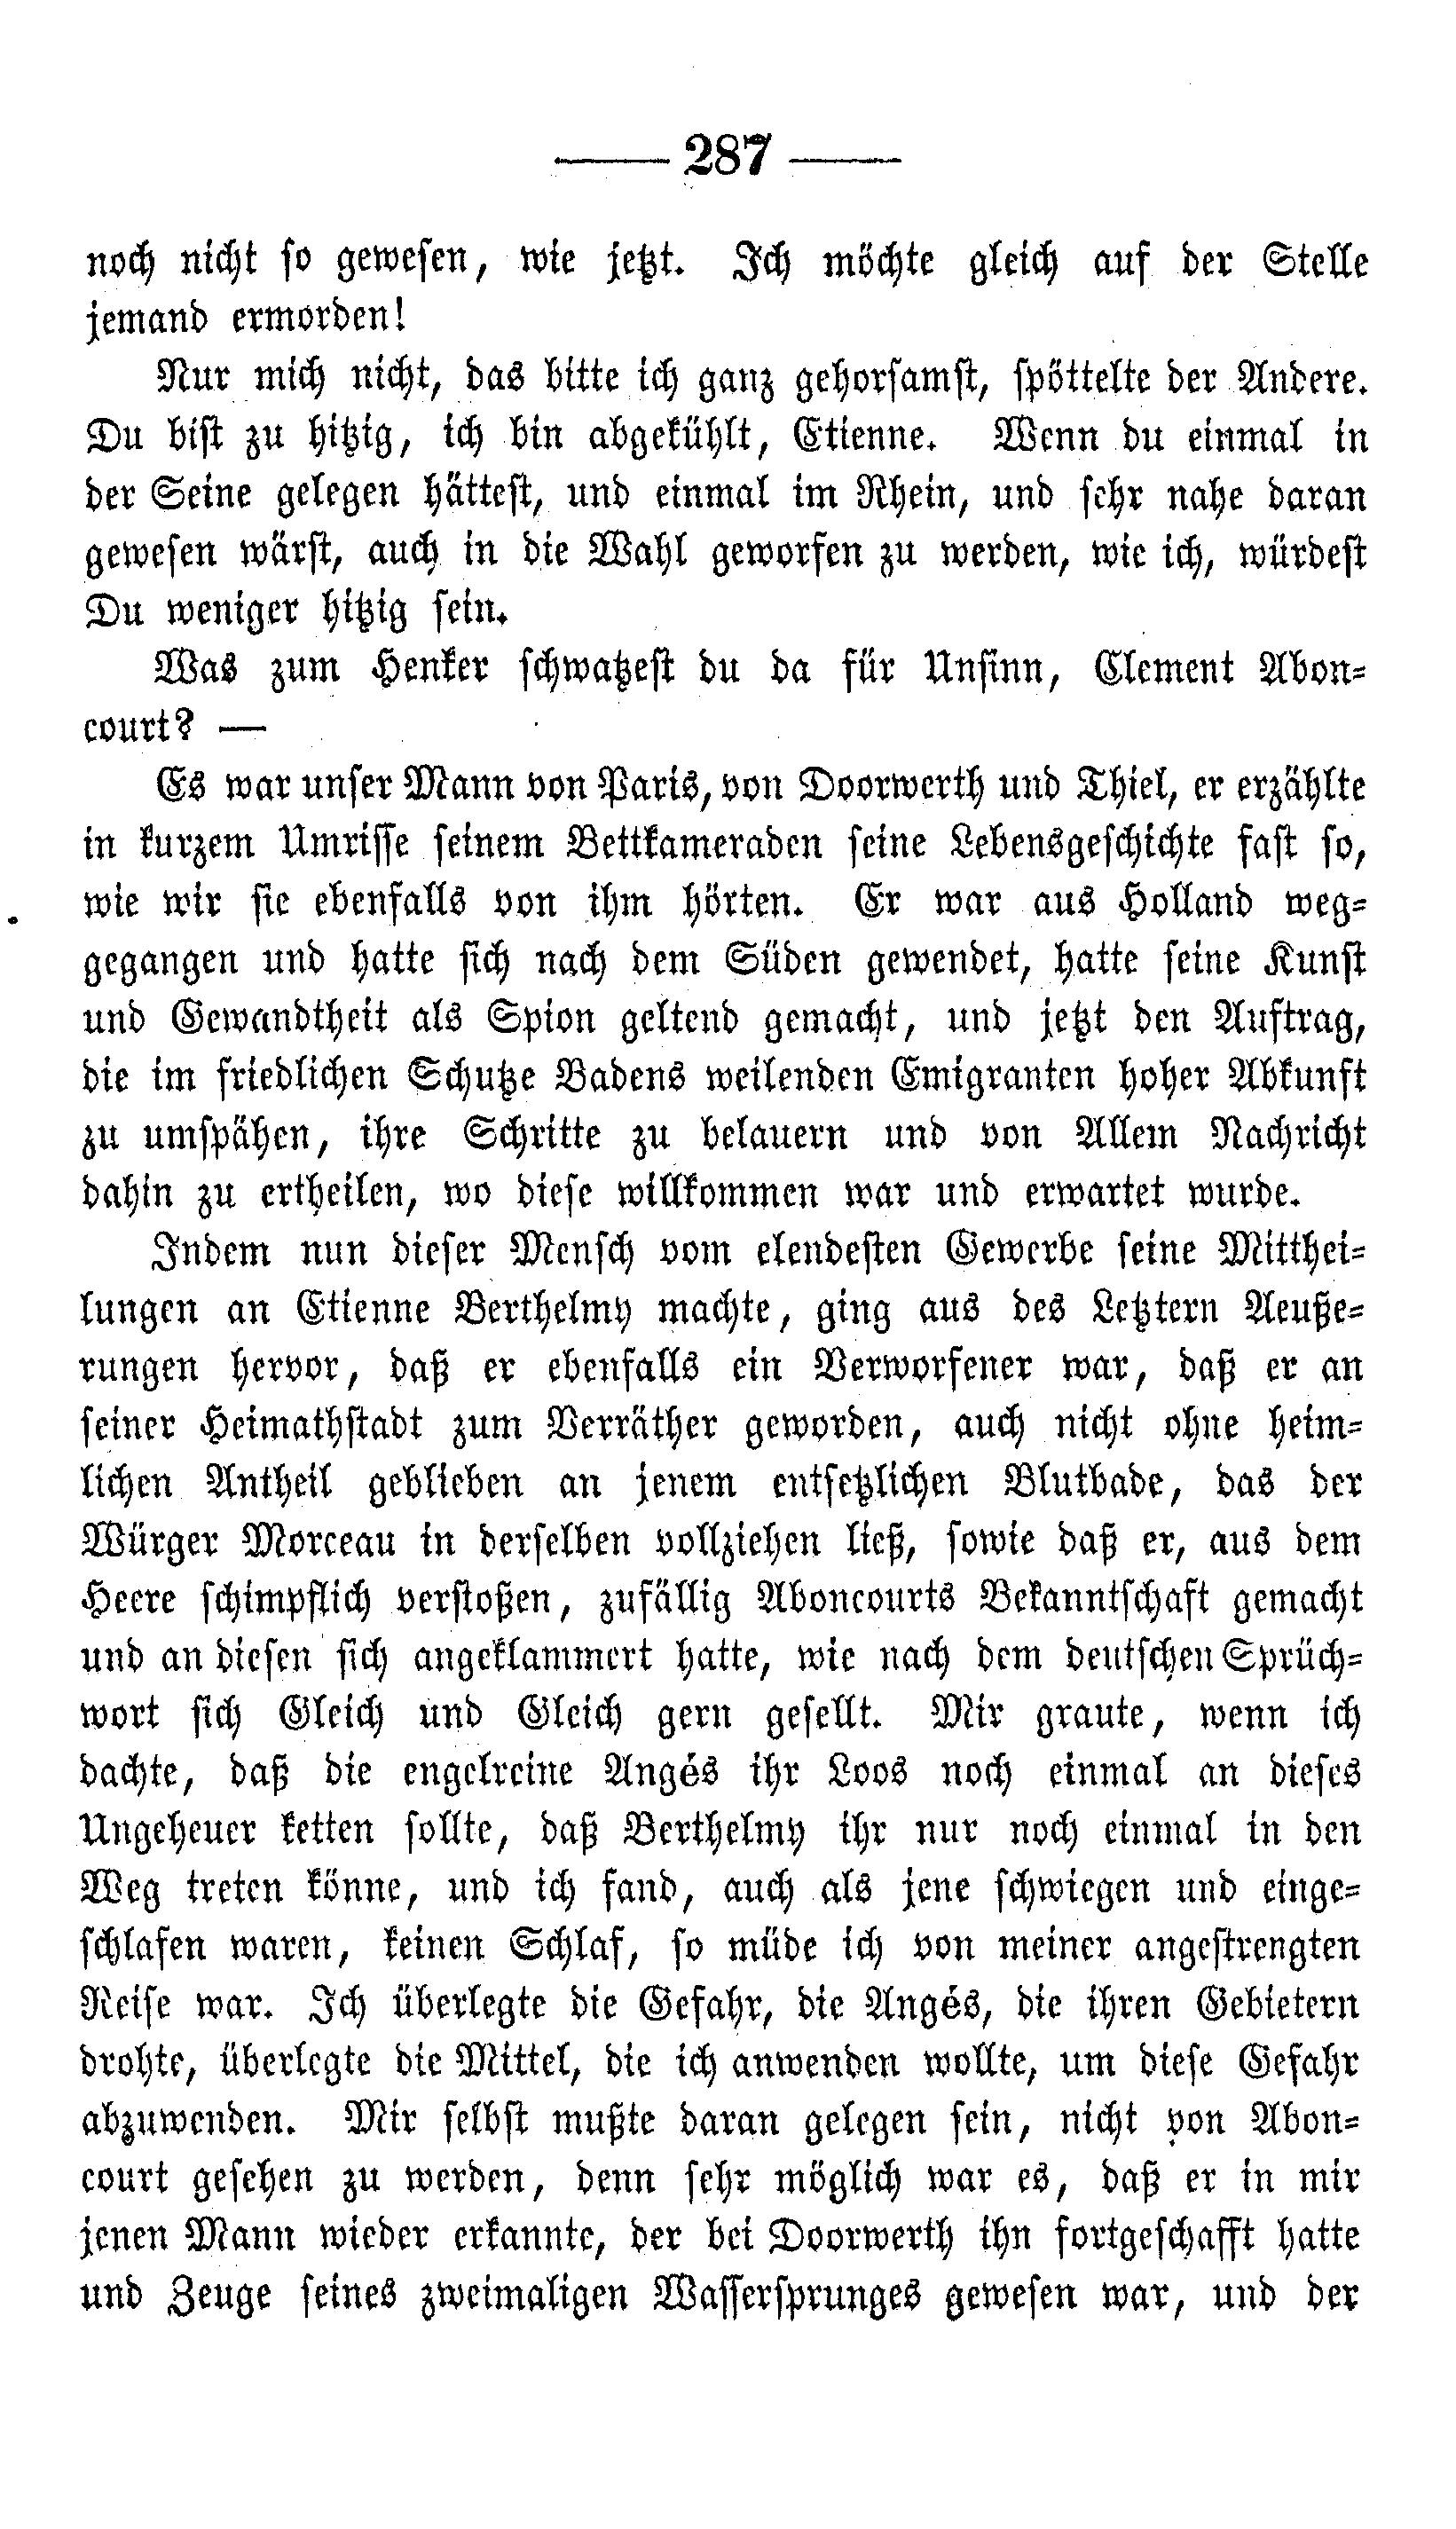 — 287 —
noch nicht so gewesen, wie jetzt. Ich möchte gleich auf der Stelle
jemand ermorden!
Nur mich nicht, das bitte ich ganz gehorsamst, spöttelte der Andere.
Du bist zu hitzig, ich bin abgekühlt, Etienne. Wenn du einmal in
der Seine gelegen hättest, und einmal im Rhein, und sehr nahe daran
gewesen wärst, auch in die Wahl geworfen zu werden, wie ich, würdest
Du weniger hitzig sein.
Was zum Henker schwatzest du da für Unsinn, Clement Abon-
court? —
Es war unser Mann von Paris, von Doorwerth und Thiel, er erzählte
in kurzem Umrisse seinem Bettkameraden seine Lebensgeschichte fast so,
wie wir sie ebenfalls von ihm hörten. Er war aus Holland weg-
gegangen und hatte sich nach dem Süden gewendet, hatte seine Kunst
und Gewandtheit als Spion geltend gemacht, und jetzt den Auftrag,
die im friedlichen Schutze Badens weilenden Emigranten hoher Abkunft
zu umspähen, ihre Schritte zu belauern und von Allem Nachricht
dahin zu ertheilen, wo diese willkommen war und erwartet wurde.
Indem nun dieser Mensch vom elendesten Gewerbe seine Mitthei-
lungen an Etienne Berthelmy machte, ging aus des Letztern Aeuße-
rungen hervor, daß er ebenfalls ein Verworfener war, daß er an
seiner Heimathstadt zum Verräther geworden, auch nicht ohne heim-
lichen Antheil geblieben an jenem entsetzlichen Blutbade, das der
Würger Morceau in derselben vollziehen ließ, sowie daß er, aus dem
Heere schimpflich verstoßen, zufällig Aboncourts Bekanntschaft gemacht
und an diesen sich angeklammert hatte, wie nach dem deutschen Sprüch-
wort sich Gleich und Gleich gern gesellt. Mir graute, wenn ich
dachte, daß die engelreine Angés ihr Loos noch einmal an dieses
Ungeheuer ketten sollte, daß Berthelmy ihr nur noch einmal in den
Weg treten könne, und ich fand, auch als jene schwiegen und einge-
schlafen waren, keinen Schlaf, so müde ich von meiner angestrengten
Reise war. Ich überlegte die Gefahr, die Angés, die ihren Gebietern
drohte, überlegte die Mittel, die ich anwenden wollte, um diese Gefahr
abzuwenden. Mir selbst mußte daran gelegen sein, nicht von Abon-
court gesehen zu werden, denn sehr möglich war es, daß er in mir
jenen Mann wieder erkannte, der bei Doorwerth ihn fortgeschafft hatte
und Zeuge seines zweimaligen Wassersprunges gewesen war, und der